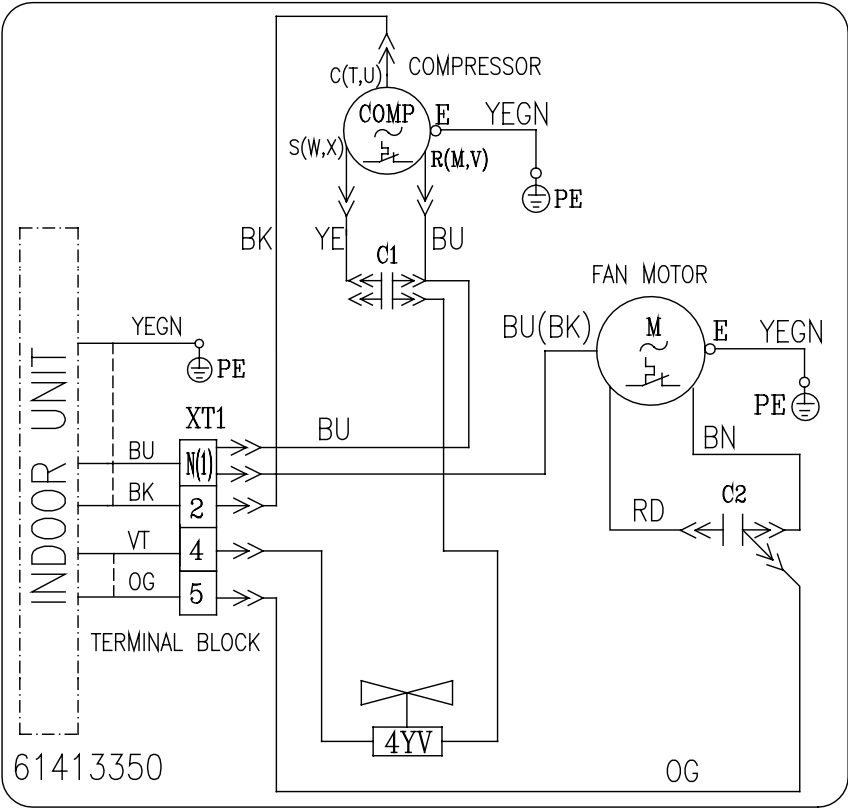 C(T,U)
COMPRESSOR
COMP
E
YEGN
S(W,X)
R(M,V)
PE
BK
YE
BU
C1
FAN MOTOR
BU(BK)
M
E
YEGN
PE
YEGN
PE
INDOOR UNIT
XT1
BU
BU
N(1)
BN
BK
2
C2
RD
VT
4
OG
5
TERMINAL BLOCK
4YV
61413350
OG